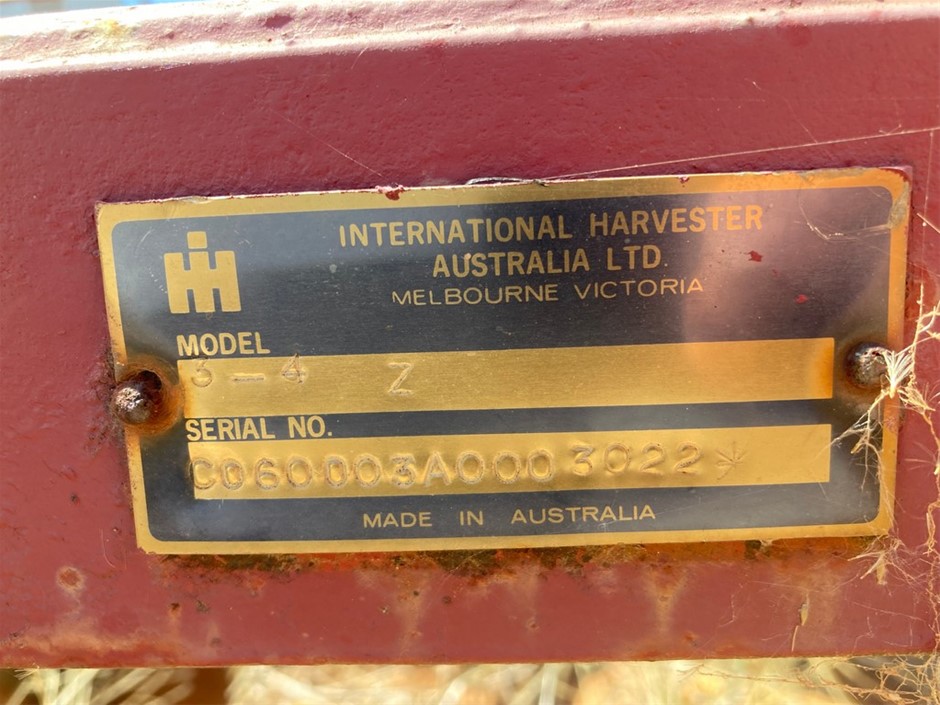 INTERNATIONAL HARVESTER
AUSTRALIA LTD.
MELBOURNE VICTORIA
MODEL
3-4 Z
SERIAL NO.
C060003A0003022*
MADE IN AUSTRALIA